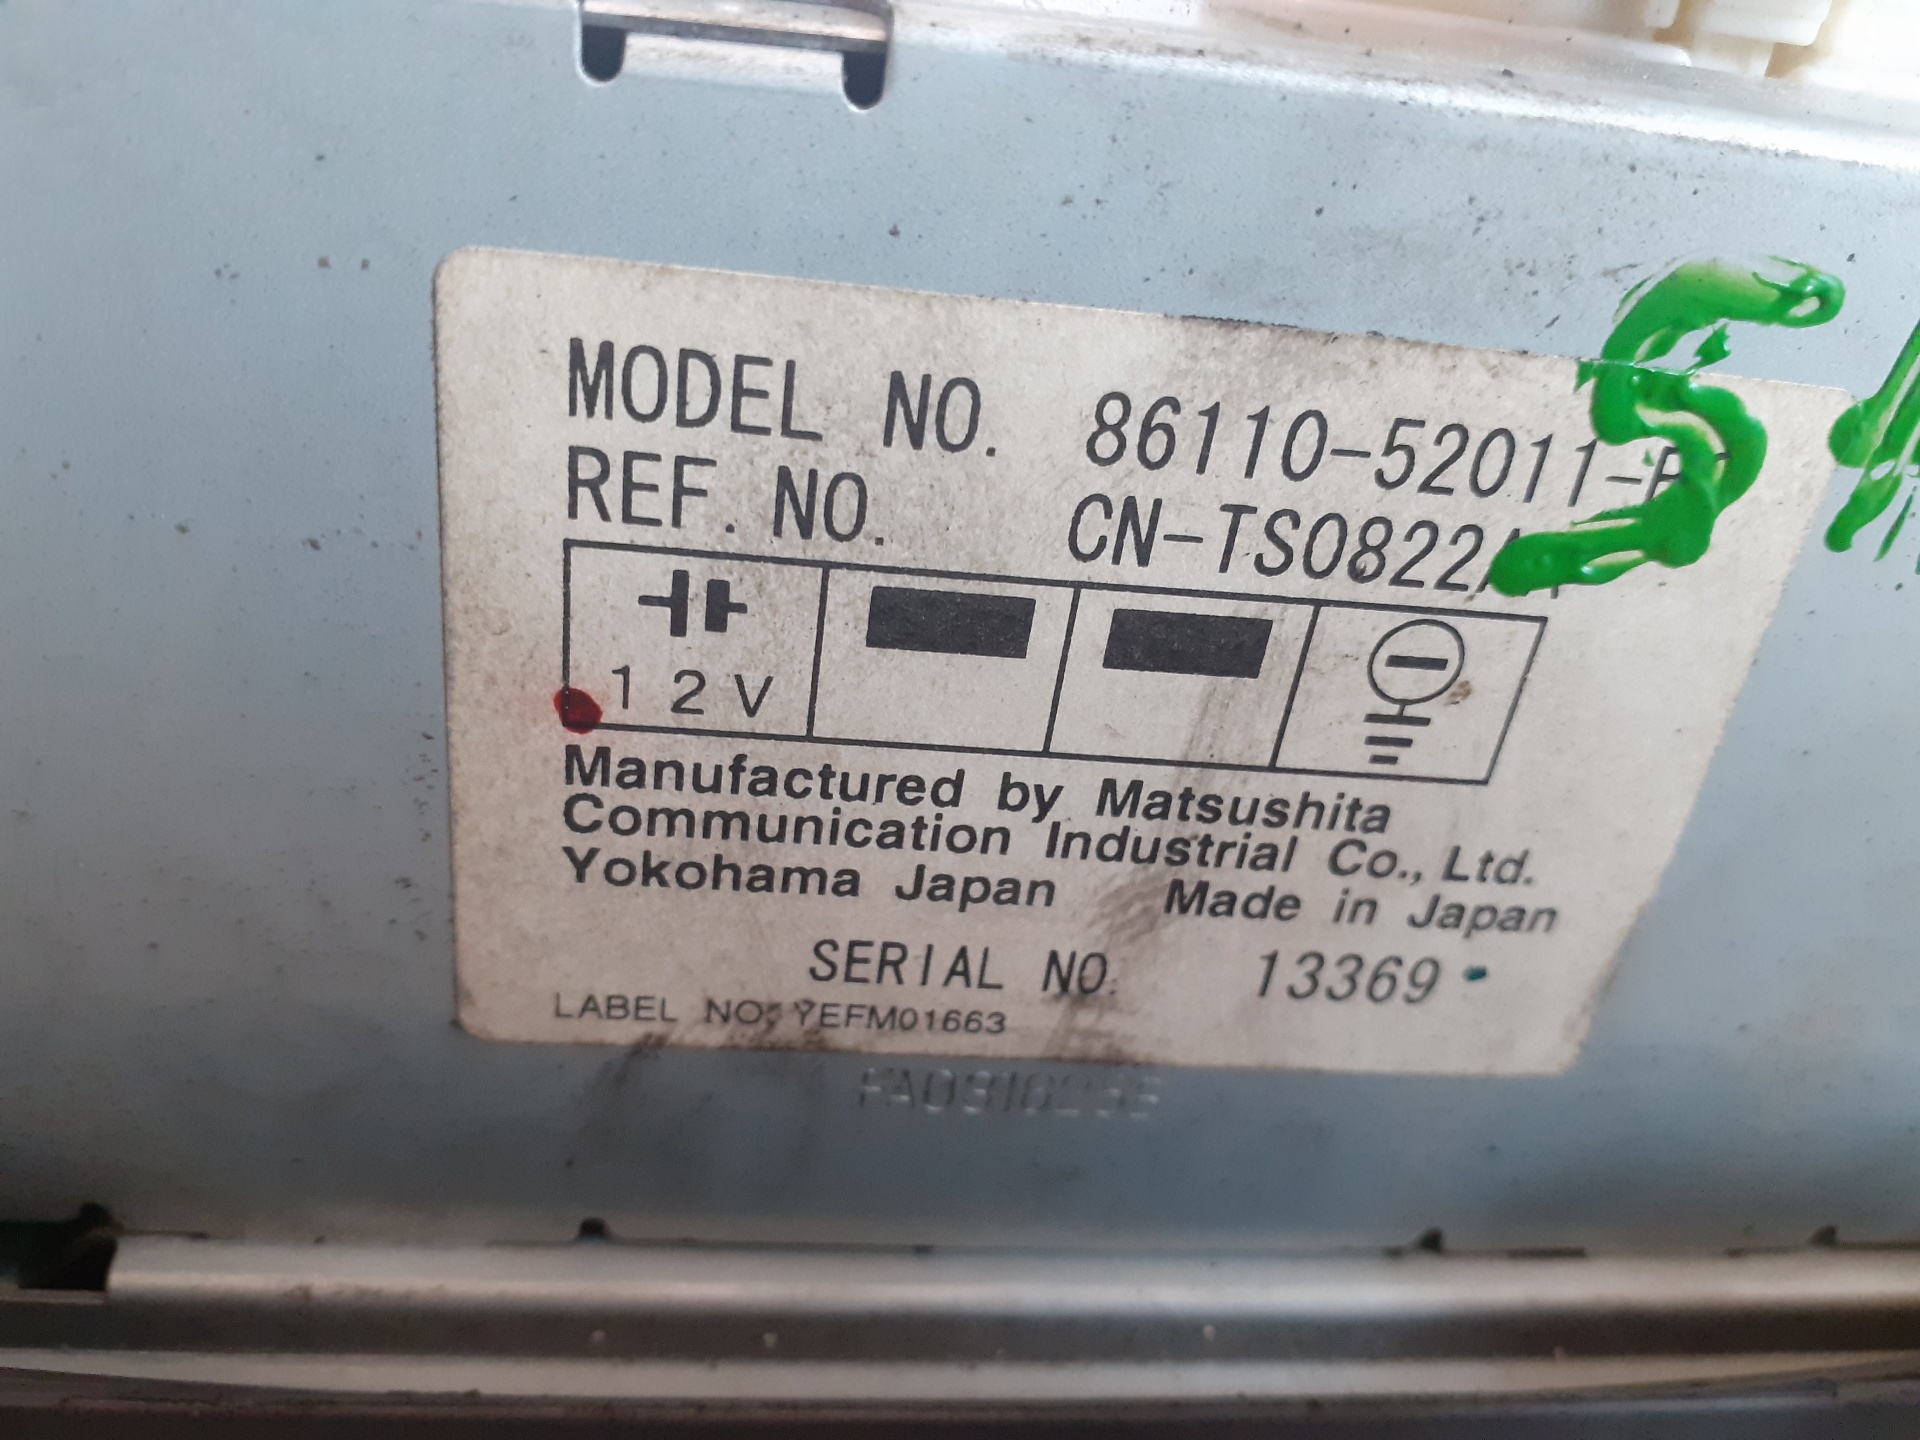 MODEL NO. 86110-52011-
REF. NO. CN-TS0822
12V
Manufactured by Matsushita
Communication Industrial Co., Ltd.
Yokohama Japan Made in Japan
SERIAL NO. 13369
LABEL NO. YEFM01663